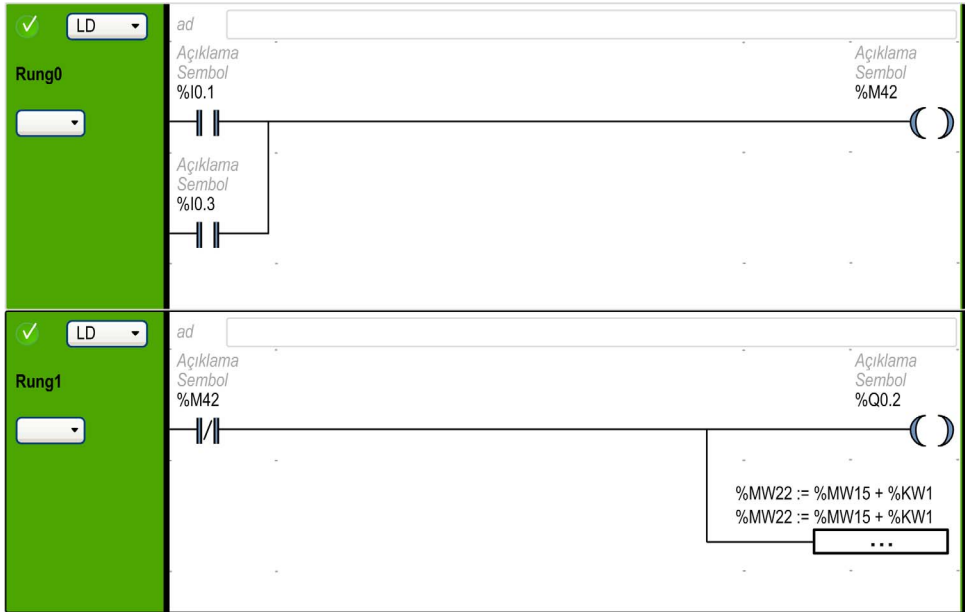 LD
ad
Rung0
Açıklama
Sembol
%I0.1
Açıklama
Sembol
%M42
Açıklama
Sembol
%I0.3
LD
ad
Rung1
Açıklama
Sembol
%M42
Açıklama
Sembol
%Q0.2
%MW22 := %MW15 + %KW1
%MW22 := %MW15 + %KW1
...